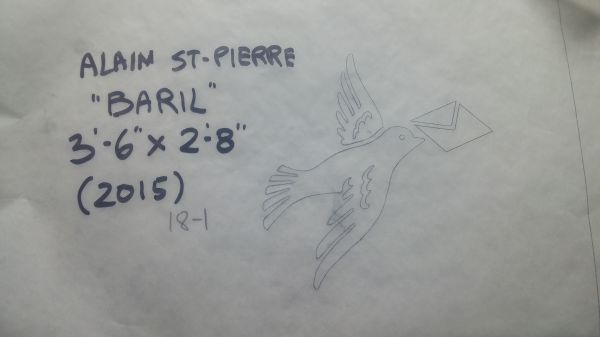 ALAIN ST-PIERRE
"BARIL"
3'-6" x 2'-8"
(2015)
18-1